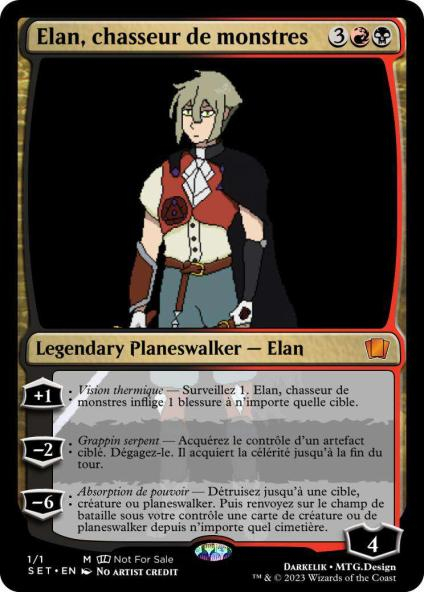 Elan, chasseur de monstres 3
Legendary Planeswalker — Elan
+1
Vision thermique — Surveillez 1. Elan, chasseur de
monstres inflige 1 blessure à n'importe quelle cible.
−2
Grappin serpent — Acquérez le contrôle d'un artefact
ciblé. Dégagez-le. Il acquiert la célérité jusqu'à la fin du
tour.
−6
Absorption de pouvoir — Détruisez jusqu'à une cible,
créature ou planeswalker. Puis renvoyez sur le champ de
bataille sous votre contrôle une carte de créature ou de
planeswalker depuis n'importe quel cimetière.
4
1/1 M Not For Sale
SET • EN No artist credit
Darkelik • MTG.Design
™ & © 2023 Wizards of the Coast